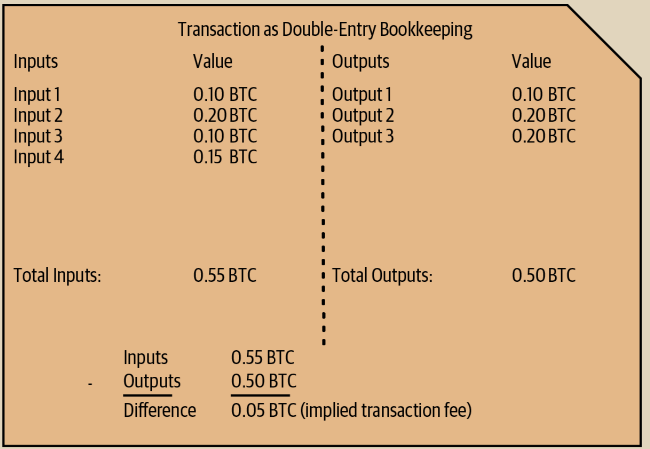 Transaction as Double-Entry Bookkeeping
Inputs Value Outputs Value
Input 1 0.10 BTC Output 1 0.10 BTC
Input 2 0.20 BTC Output 2 0.20 BTC
Input 3 0.10 BTC Output 3 0.20 BTC
Input 4 0.15 BTC
Total Inputs: 0.55 BTC Total Outputs: 0.50 BTC
Inputs 0.55 BTC
- Outputs 0.50 BTC
Difference 0.05 BTC (implied transaction fee)